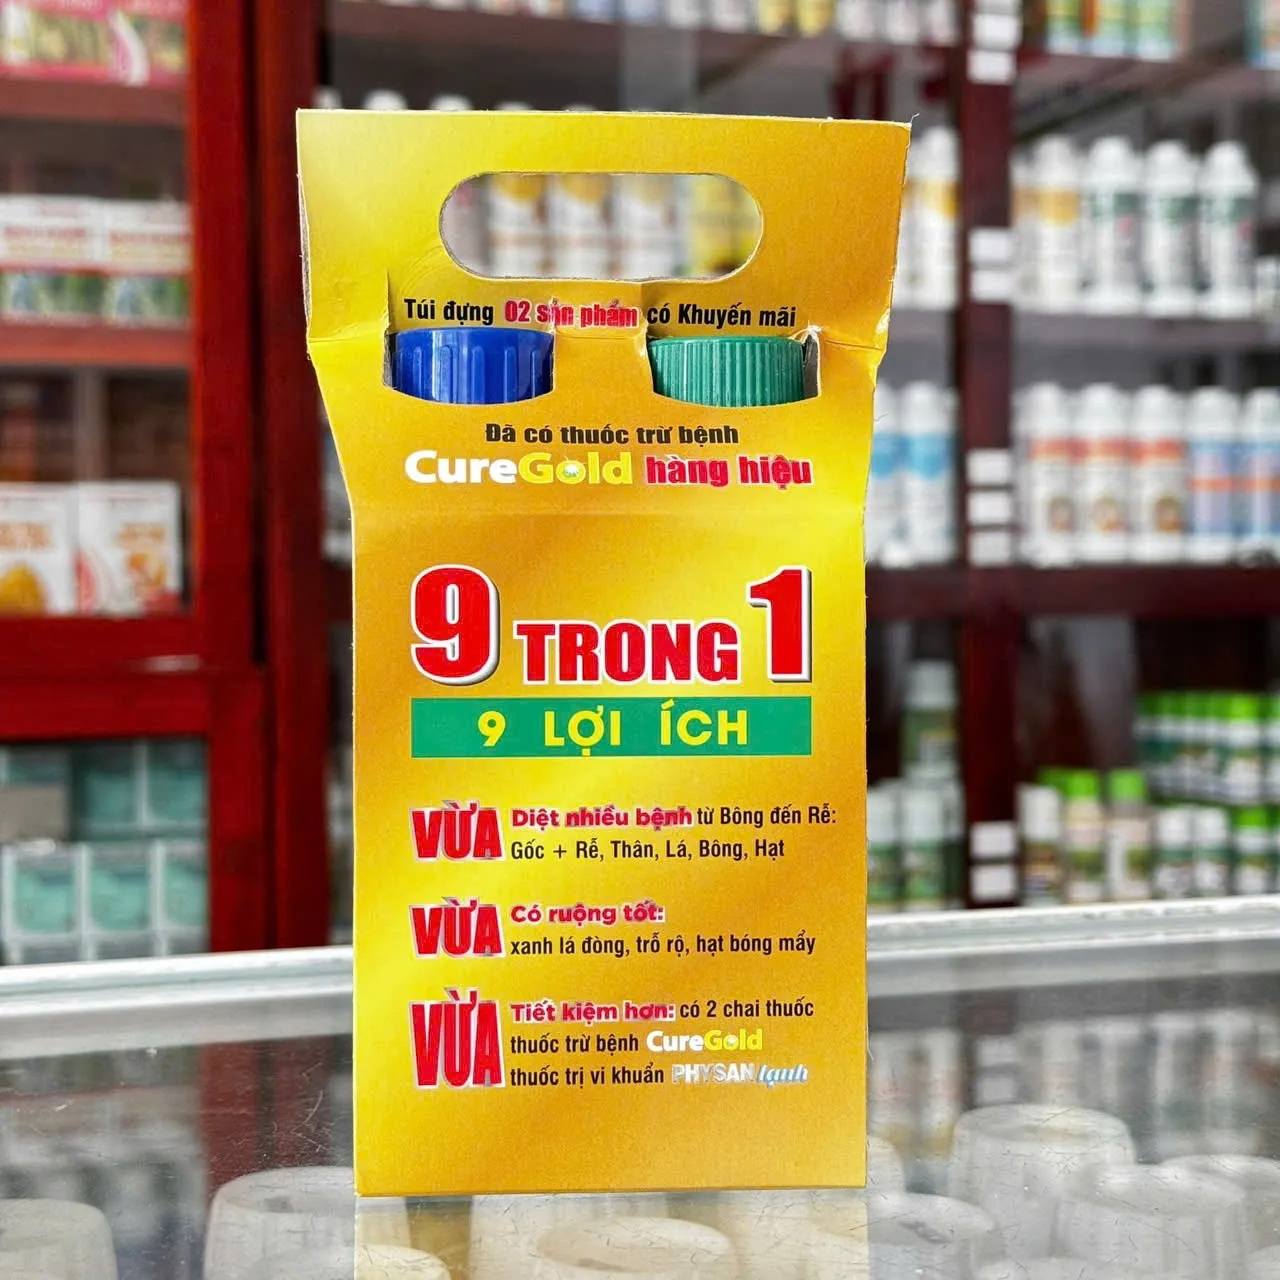 Túi đựng 02 sản phẩm có Khuyến mãi
Đã có thuốc trừ bệnh
CureGold hàng hiệu
9 TRONG 1
9 LỢI ÍCH
VỪA Diệt nhiều bệnh từ Bông đến Rễ:
Gốc + Rễ, Thân, Lá, Bông, Hạt
VỪA Có ruộng tốt:
xanh lá đòng, trỗ rộ, hạt bóng mẩy
VỪA Tiết kiệm hơn: có 2 chai thuốc
thuốc trừ bệnh CureGold
thuốc trị vi khuẩn PHYSAN lạnh